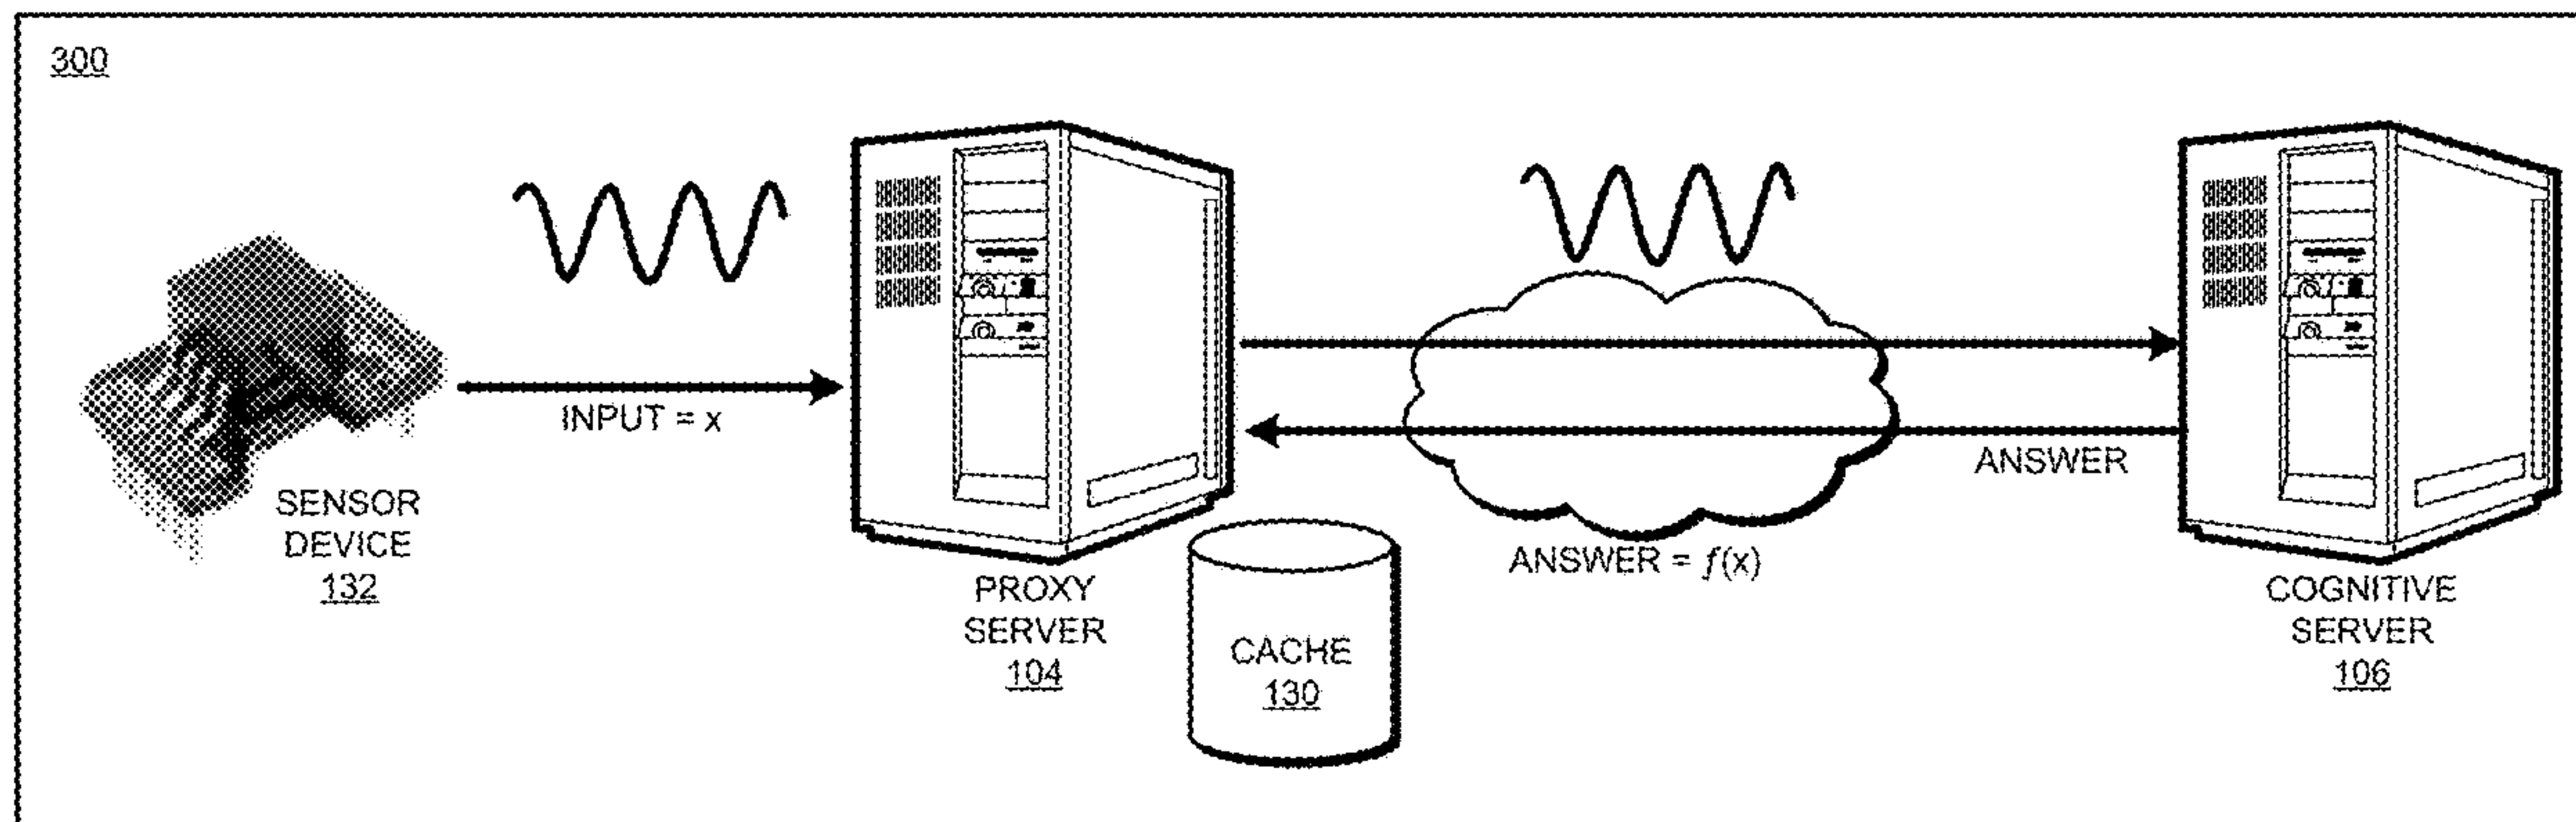 300
INPUT = x
SENSOR
DEVICE
132
PROXY
SERVER
104
CACHE
130
ANSWER
ANSWER = f(x)
COGNITIVE
SERVER
106